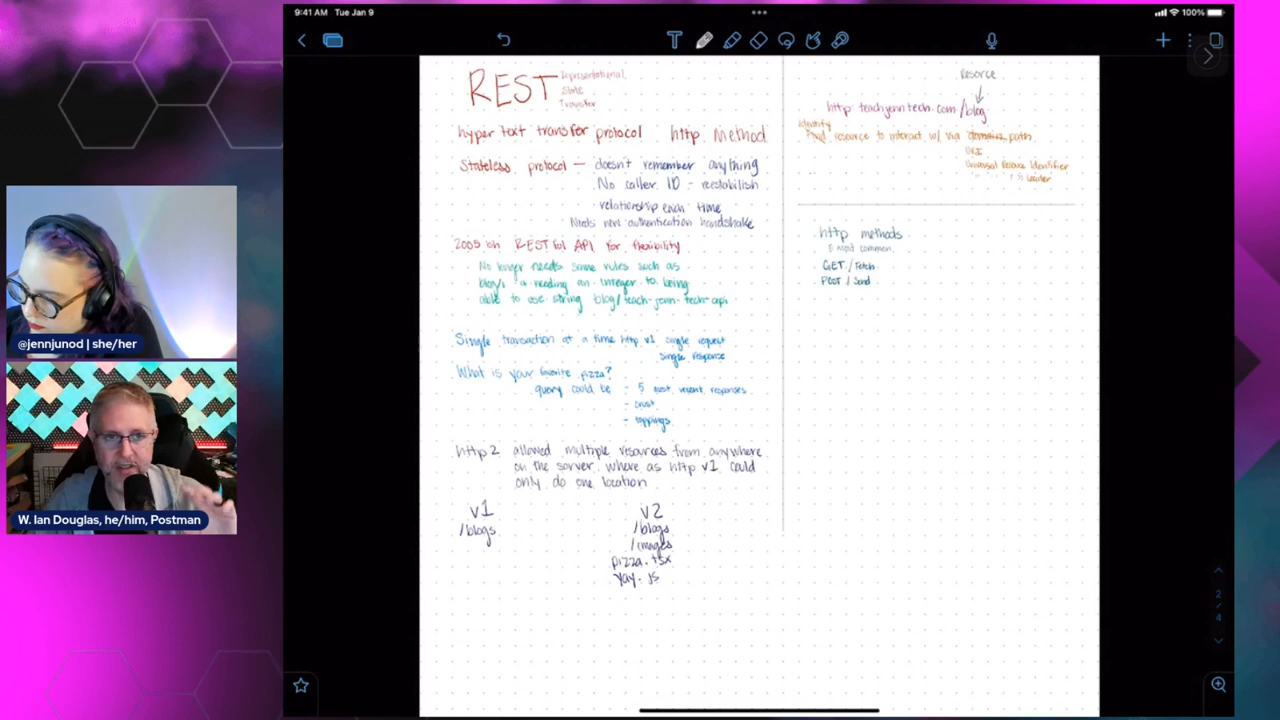 9:41 AM Tue Jan 9
100%
REST
Representational
State
Transfer
hyper text transfer protocol http Method
Stateless protocol — doesn't remember anything
No caller ID - reestablish
relationship each time
Needs new authentication handshake
2005 ish RESTful API for flexibility
No longer needs some rules such as
blog/1 a needing an integer to being
able to use string blog/teach-jenn-tech-api
Single transaction at a time http v1 single request
single response
What is your favorite pizza?
query could be - 5 most recent responses
- crust
- toppings
http2 allowed multiple resources from anywhere
on the server where as http v1 could
only do one location
v1
/blogs
v2
/blogs
/images
pizza.tsx
yay.js
Resorce
http teachjenntech.com/blog
identify
Find resource to interact w/ via domain path
URI
Universal Resource Identifier
" " Locater
http methods
5 most common
GET / Fetch
POST / Send
2
/
4
@jennjunod | she/her
W. Ian Douglas, he/him, Postman